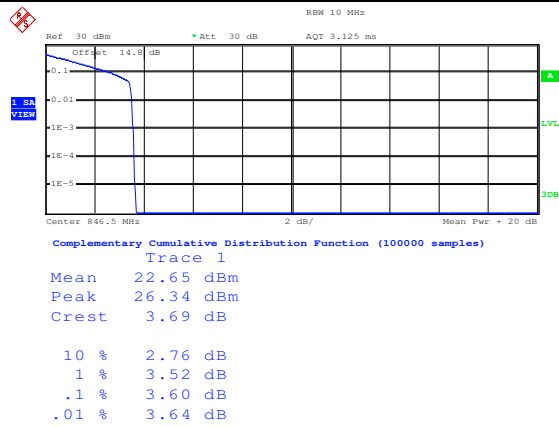 RBW 10 MHz
Ref 30 dBm *Att 30 dB AQT 3.125 ms
Offset 14.8 dB
0.1
A
0.01
1 SA
VIEW
1E-3
LVL
1E-4
1E-5
3DB
Center 846.5 MHz 2 dB/ Mean Pwr + 20 dB
Complementary Cumulative Distribution Function (100000 samples)
Trace 1
Mean 22.65 dBm
Peak 26.34 dBm
Crest 3.69 dB
10 % 2.76 dB
1 % 3.52 dB
.1 % 3.60 dB
.01 % 3.64 dB